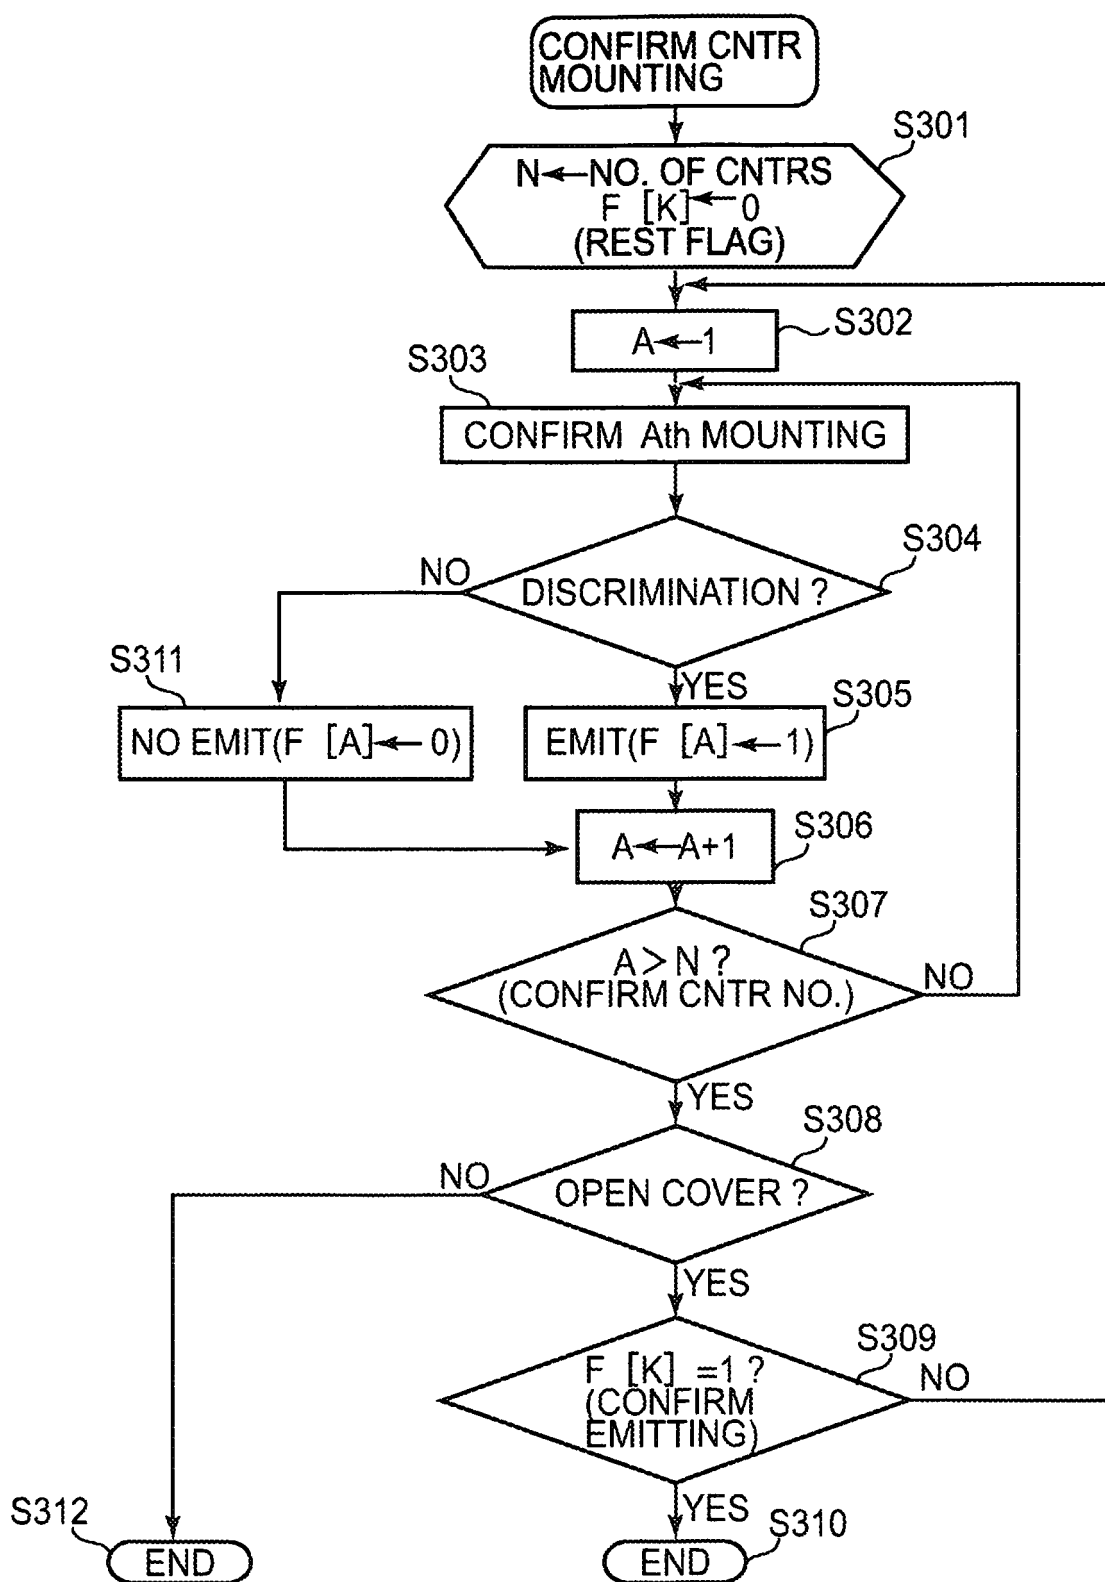 CONFIRM CNTR
MOUNTING
S301
N←NO. OF CNTRS
F [K]←0
(REST FLAG)
S302
A←1
S303
CONFIRM Ath MOUNTING
S304
NO
DISCRIMINATION ?
S311
YES
S305
NO EMIT(F [A]←0)
EMIT(F [A]←1)
S306
A←A+1
S307
A>N ?
(CONFIRM CNTR NO.)
NO
YES
S308
NO
OPEN COVER ?
YES
S309
F [K] =1 ?
(CONFIRM
EMITTING)
NO
YES
S312
END
S310
END